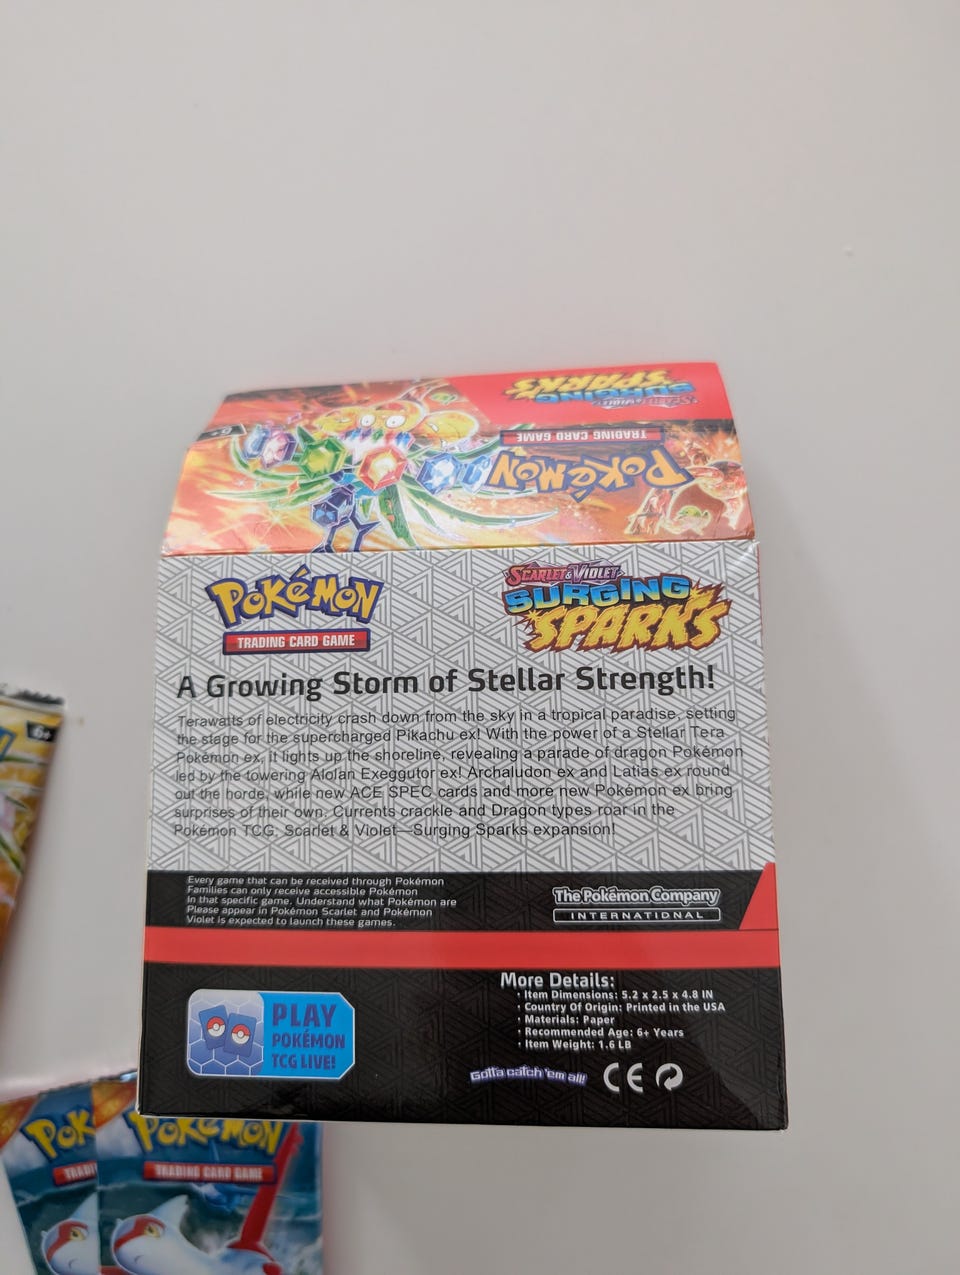 SURGING
SPARKS
TRADING CARD GAME
POKÉMON
6+
POKÉMON
TRADING CARD GAME
SCARLET & VIOLET
SURGING
SPARKS
A Growing Storm of Stellar Strength!
Terawatts of electricity crash down from the sky in a tropical paradise, setting
the stage for the supercharged Pikachu ex! With the power of a Stellar Tera
Pokémon ex, it lights up the shoreline, revealing a parade of dragon Pokémon
led by the towering Alolan Exeggutor ex! Archaludon ex and Latias ex round
out the horde, while new ACE SPEC cards and more new Pokémon ex bring
surprises of their own. Currents crackle and Dragon types roar in the
Pokémon TCG: Scarlet & Violet—Surging Sparks expansion!
Every game that can be received through Pokémon
Families can only receive accessible Pokémon
In that specific game. Understand what Pokémon are
Please appear in Pokémon Scarlet and Pokémon
Violet is expected to launch these games.
The Pokémon Company
INTERNATIONAL
PLAY
POKÉMON
TCG LIVE!
More Details:
· Item Dimensions: 5.2 x 2.5 x 4.8 IN
· Country Of Origin: Printed in the USA
· Materials: Paper
· Recommended Age: 6+ Years
· Item Weight: 1.6 LB
Gotta catch 'em all!
CE
6+
POK
TRADI
POKÉMON
TRADING CARD GAME